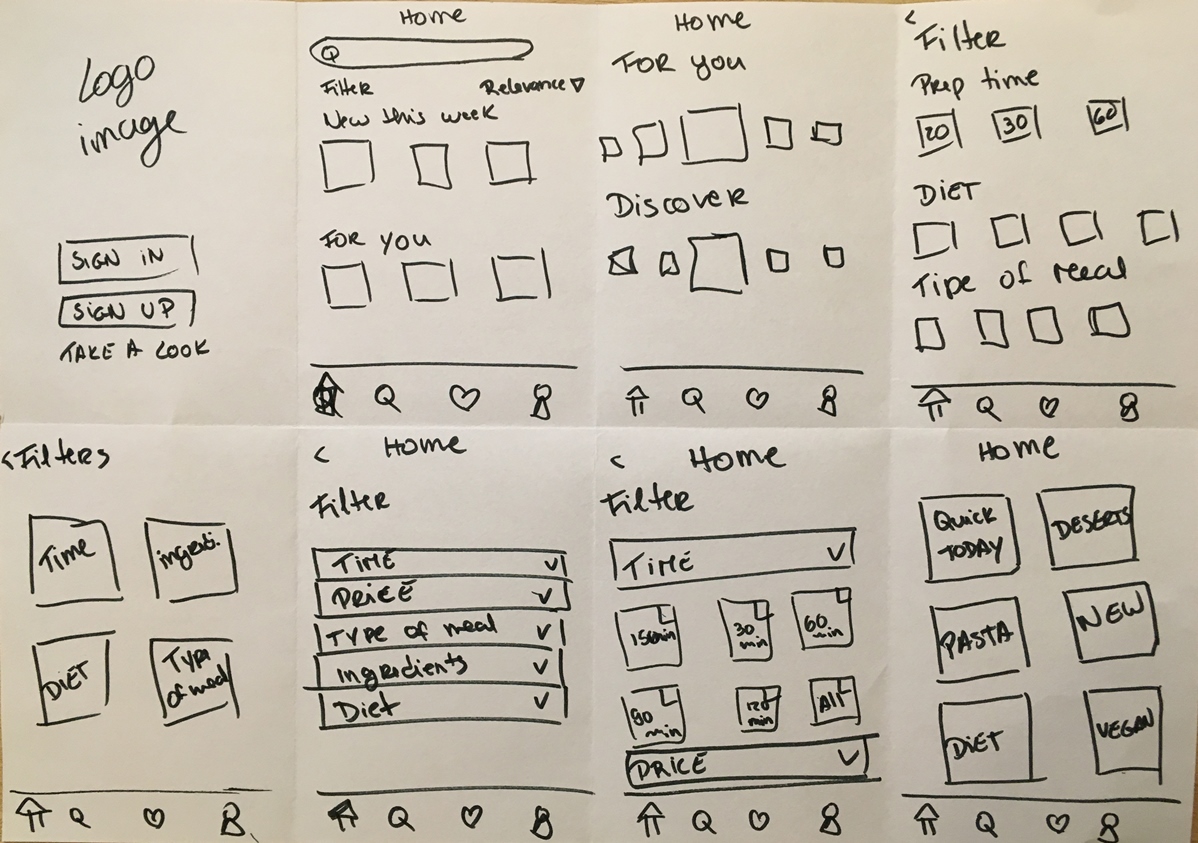 Logo
image
SIGN IN
SIGN UP
TAKE A LOOK
Home
Filter Relevance
New this week
FOR YOU
Home
FOR YOU
Discover
Filter
Prep time
20 30 60
DIET
Tipe of meal
Filters
Time ingredi.
DIET Type
of meal
Home
Filter
TIME
PRICE
Type of meal
Ingredients
Diet
Home
Filter
TIME
30 60
min min
90 120
min min
All
PRICE
Home
Quick
TODAY
DESERTS
PASTA NEW
DIET VEGAN